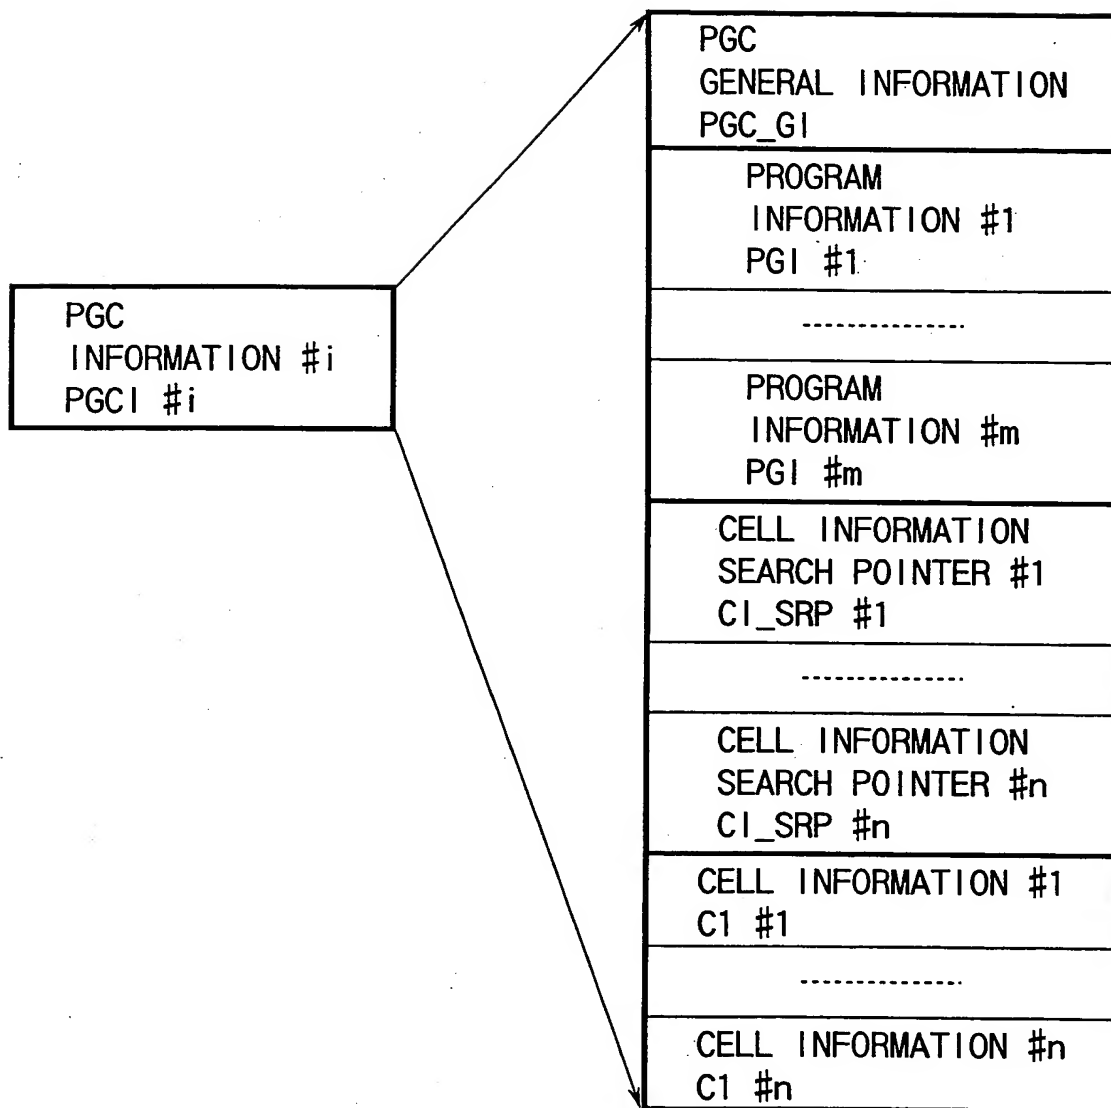 PGC
INFORMATION #i
PGCI #i
PGC
GENERAL INFORMATION
PGC_GI
PROGRAM
INFORMATION #1
PGI #1
PROGRAM
INFORMATION #m
PGI #m
CELL INFORMATION
SEARCH POINTER #1
CI_SRP #1
CELL INFORMATION
SEARCH POINTER #n
CI_SRP #n
CELL INFORMATION #1
C1 #1
CELL INFORMATION #n
C1 #n